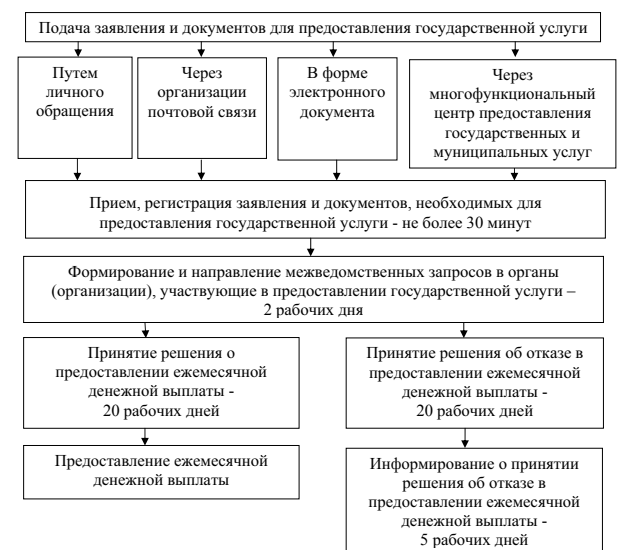 Подача заявления и документов для предоставления государственной услуги
Путем
личного
обращения
Через
организации
почтовой связи
В форме
электронного
документа
Через
многофункциональный
центр предоставления
государственных и
муниципальных услуг
Прием, регистрация заявления и документов, необходимых для
предоставления государственной услуги - не более 30 минут
Формирование и направление межведомственных запросов в органы
(организации), участвующие в предоставлении государственной услуги –
2 рабочих дня
Принятие решения о
предоставлении ежемесячной
денежной выплаты -
20 рабочих дней
Принятие решения об отказе в
предоставлении ежемесячной
денежной выплаты -
20 рабочих дней
Предоставление ежемесячной
денежной выплаты
Информирование о принятии
решения об отказе в
предоставлении ежемесячной
денежной выплаты -
5 рабочих дней